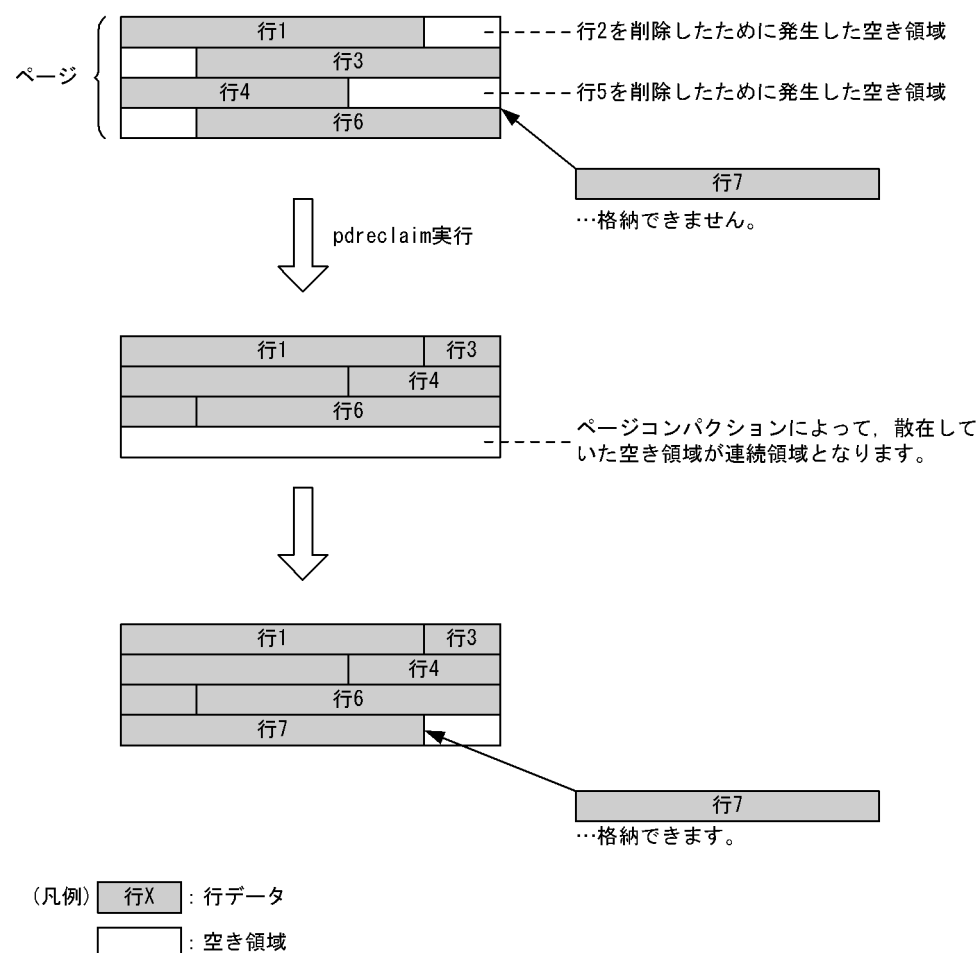 行1
行2を削除したために発生した空き領域
行3
ページ
行4
行5を削除したために発生した空き領域
行6
行7
…格納できません。
pdreclaim実行
行1 行3
行4
行6
ページコンパクションによって，散在して
いた空き領域が連続領域となります。
行1 行3
行4
行6
行7
行7
…格納できます。
(凡例) 行X : 行データ
: 空き領域